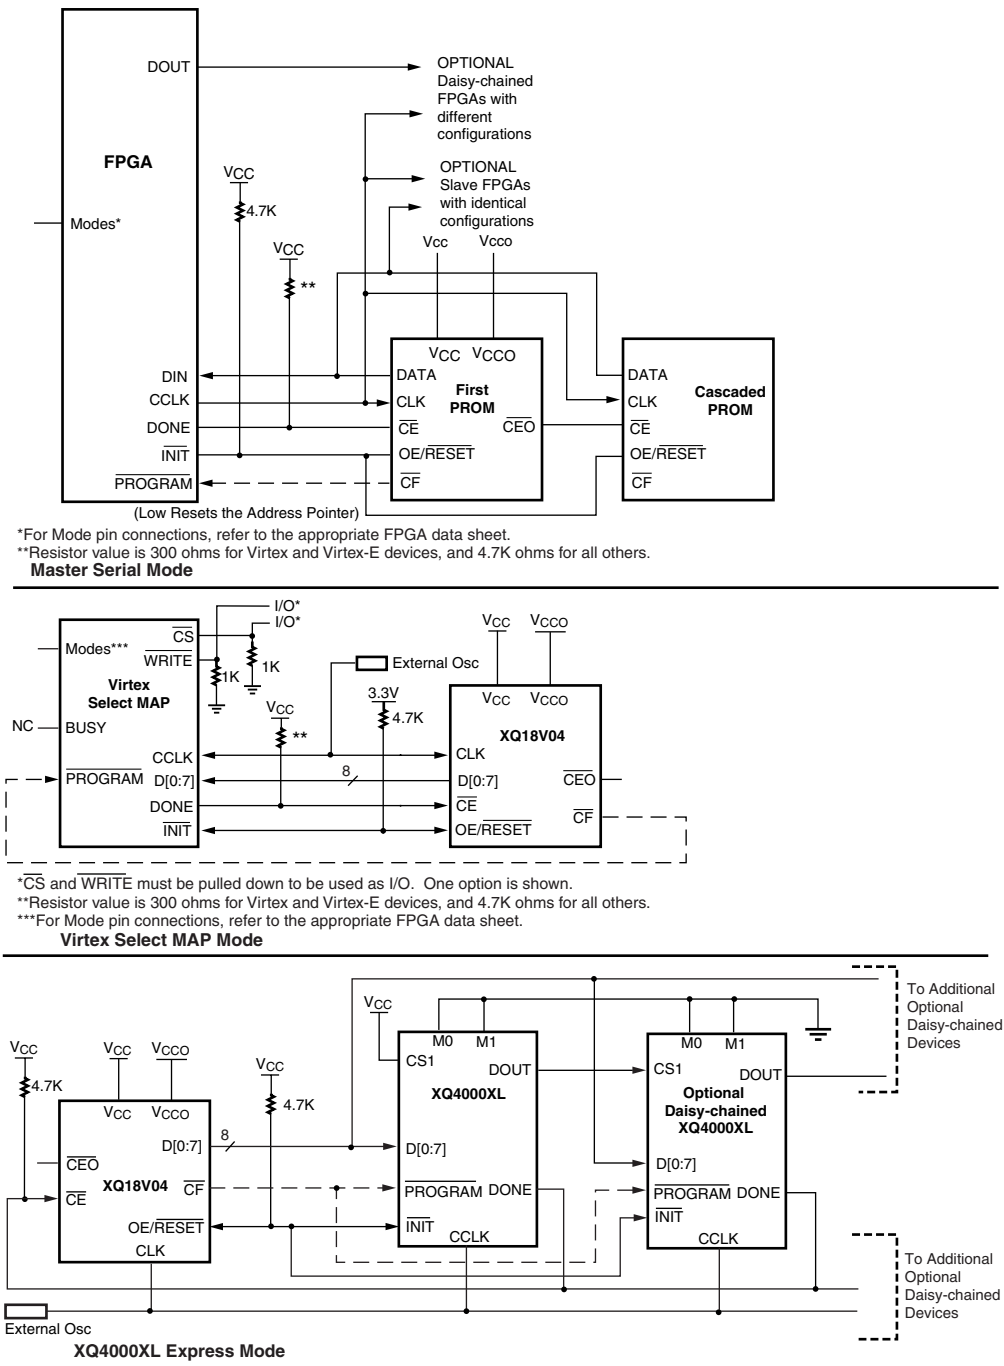 DOUT
OPTIONAL
Daisy-chained
FPGAs with
different
configurations
FPGA
VCC
4.7K
OPTIONAL
Slave FPGAs
with identical
configurations
Modes*
VCC
**
Vcc
Vcco
VCC
VCCO
DIN
DATA
First
PROM
DATA
Cascaded
PROM
CCLK
CLK
CLK
DONE
CE
CEO
CE
INIT
OE/RESET
OE/RESET
PROGRAM
CF
CF
(Low Resets the Address Pointer)
*For Mode pin connections, refer to the appropriate FPGA data sheet.
**Resistor value is 300 ohms for Virtex and Virtex-E devices, and 4.7K ohms for all others.
Master Serial Mode
I/O*
I/O*
CS
Modes***
WRITE
1K
1K
External Osc
VCC
VCCO
Virtex
Select MAP
3.3V
4.7K
VCC
VCCO
VCC
**
NC
BUSY
XQ18V04
CCLK
CLK
PROGRAM
D[0:7]
8
D[0:7]
CEO
DONE
CE
CF
INIT
OE/RESET
*CS and WRITE must be pulled down to be used as I/O. One option is shown.
**Resistor value is 300 ohms for Virtex and Virtex-E devices, and 4.7K ohms for all others.
***For Mode pin connections, refer to the appropriate FPGA data sheet.
Virtex Select MAP Mode
To Additional
Optional
Daisy-chained
Devices
VCC
M0
M1
M0
M1
VCC
VCC
VCCO
VCC
CS1
DOUT
CS1
DOUT
4.7K
4.7K
XQ4000XL
Optional
Daisy-chained
XQ4000XL
VCC
VCCO
D[0:7]
8
D[0:7]
D[0:7]
CEO
XQ18V04
CF
CE
PROGRAM
DONE
PROGRAM
DONE
OE/RESET
INIT
INIT
CLK
CCLK
CCLK
To Additional
Optional
Daisy-chained
Devices
External Osc
XQ4000XL Express Mode